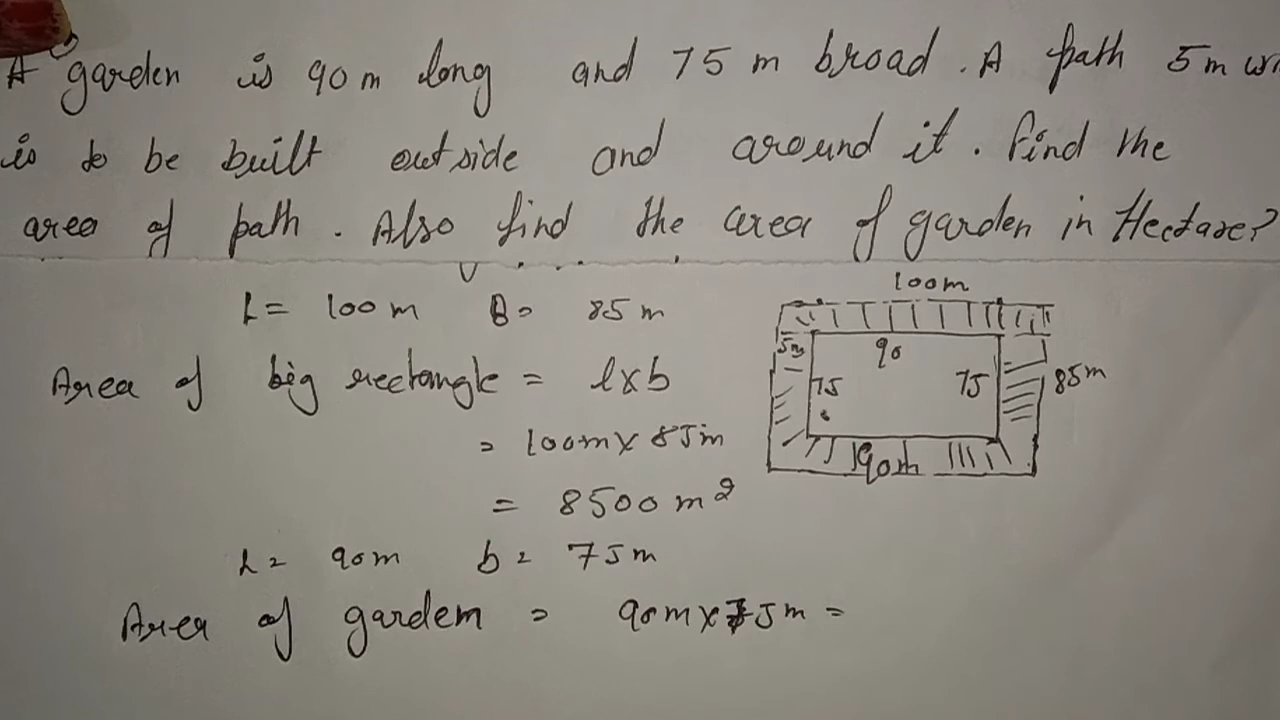 A garden is 90 m long and 75 m broad. A path 5m
is to be built outside and around it. Find the
area of path. Also find the area of garden in Hectare?
100m
L = 100 m B = 85 m
5m 90
Area of big rectangle = l x b
75 75 85m
= 100m x 85m
90m
= 8500 m²
L = 90m b = 75m
Area of gardem = 90m x 75m =